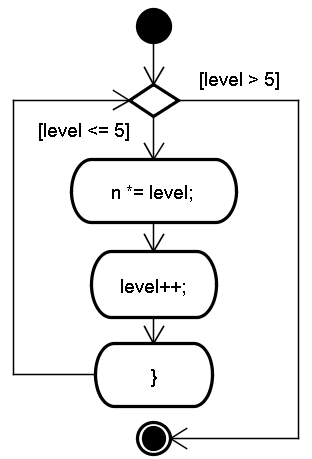 [level > 5]
[level <= 5]
n *= level;
level++;
}